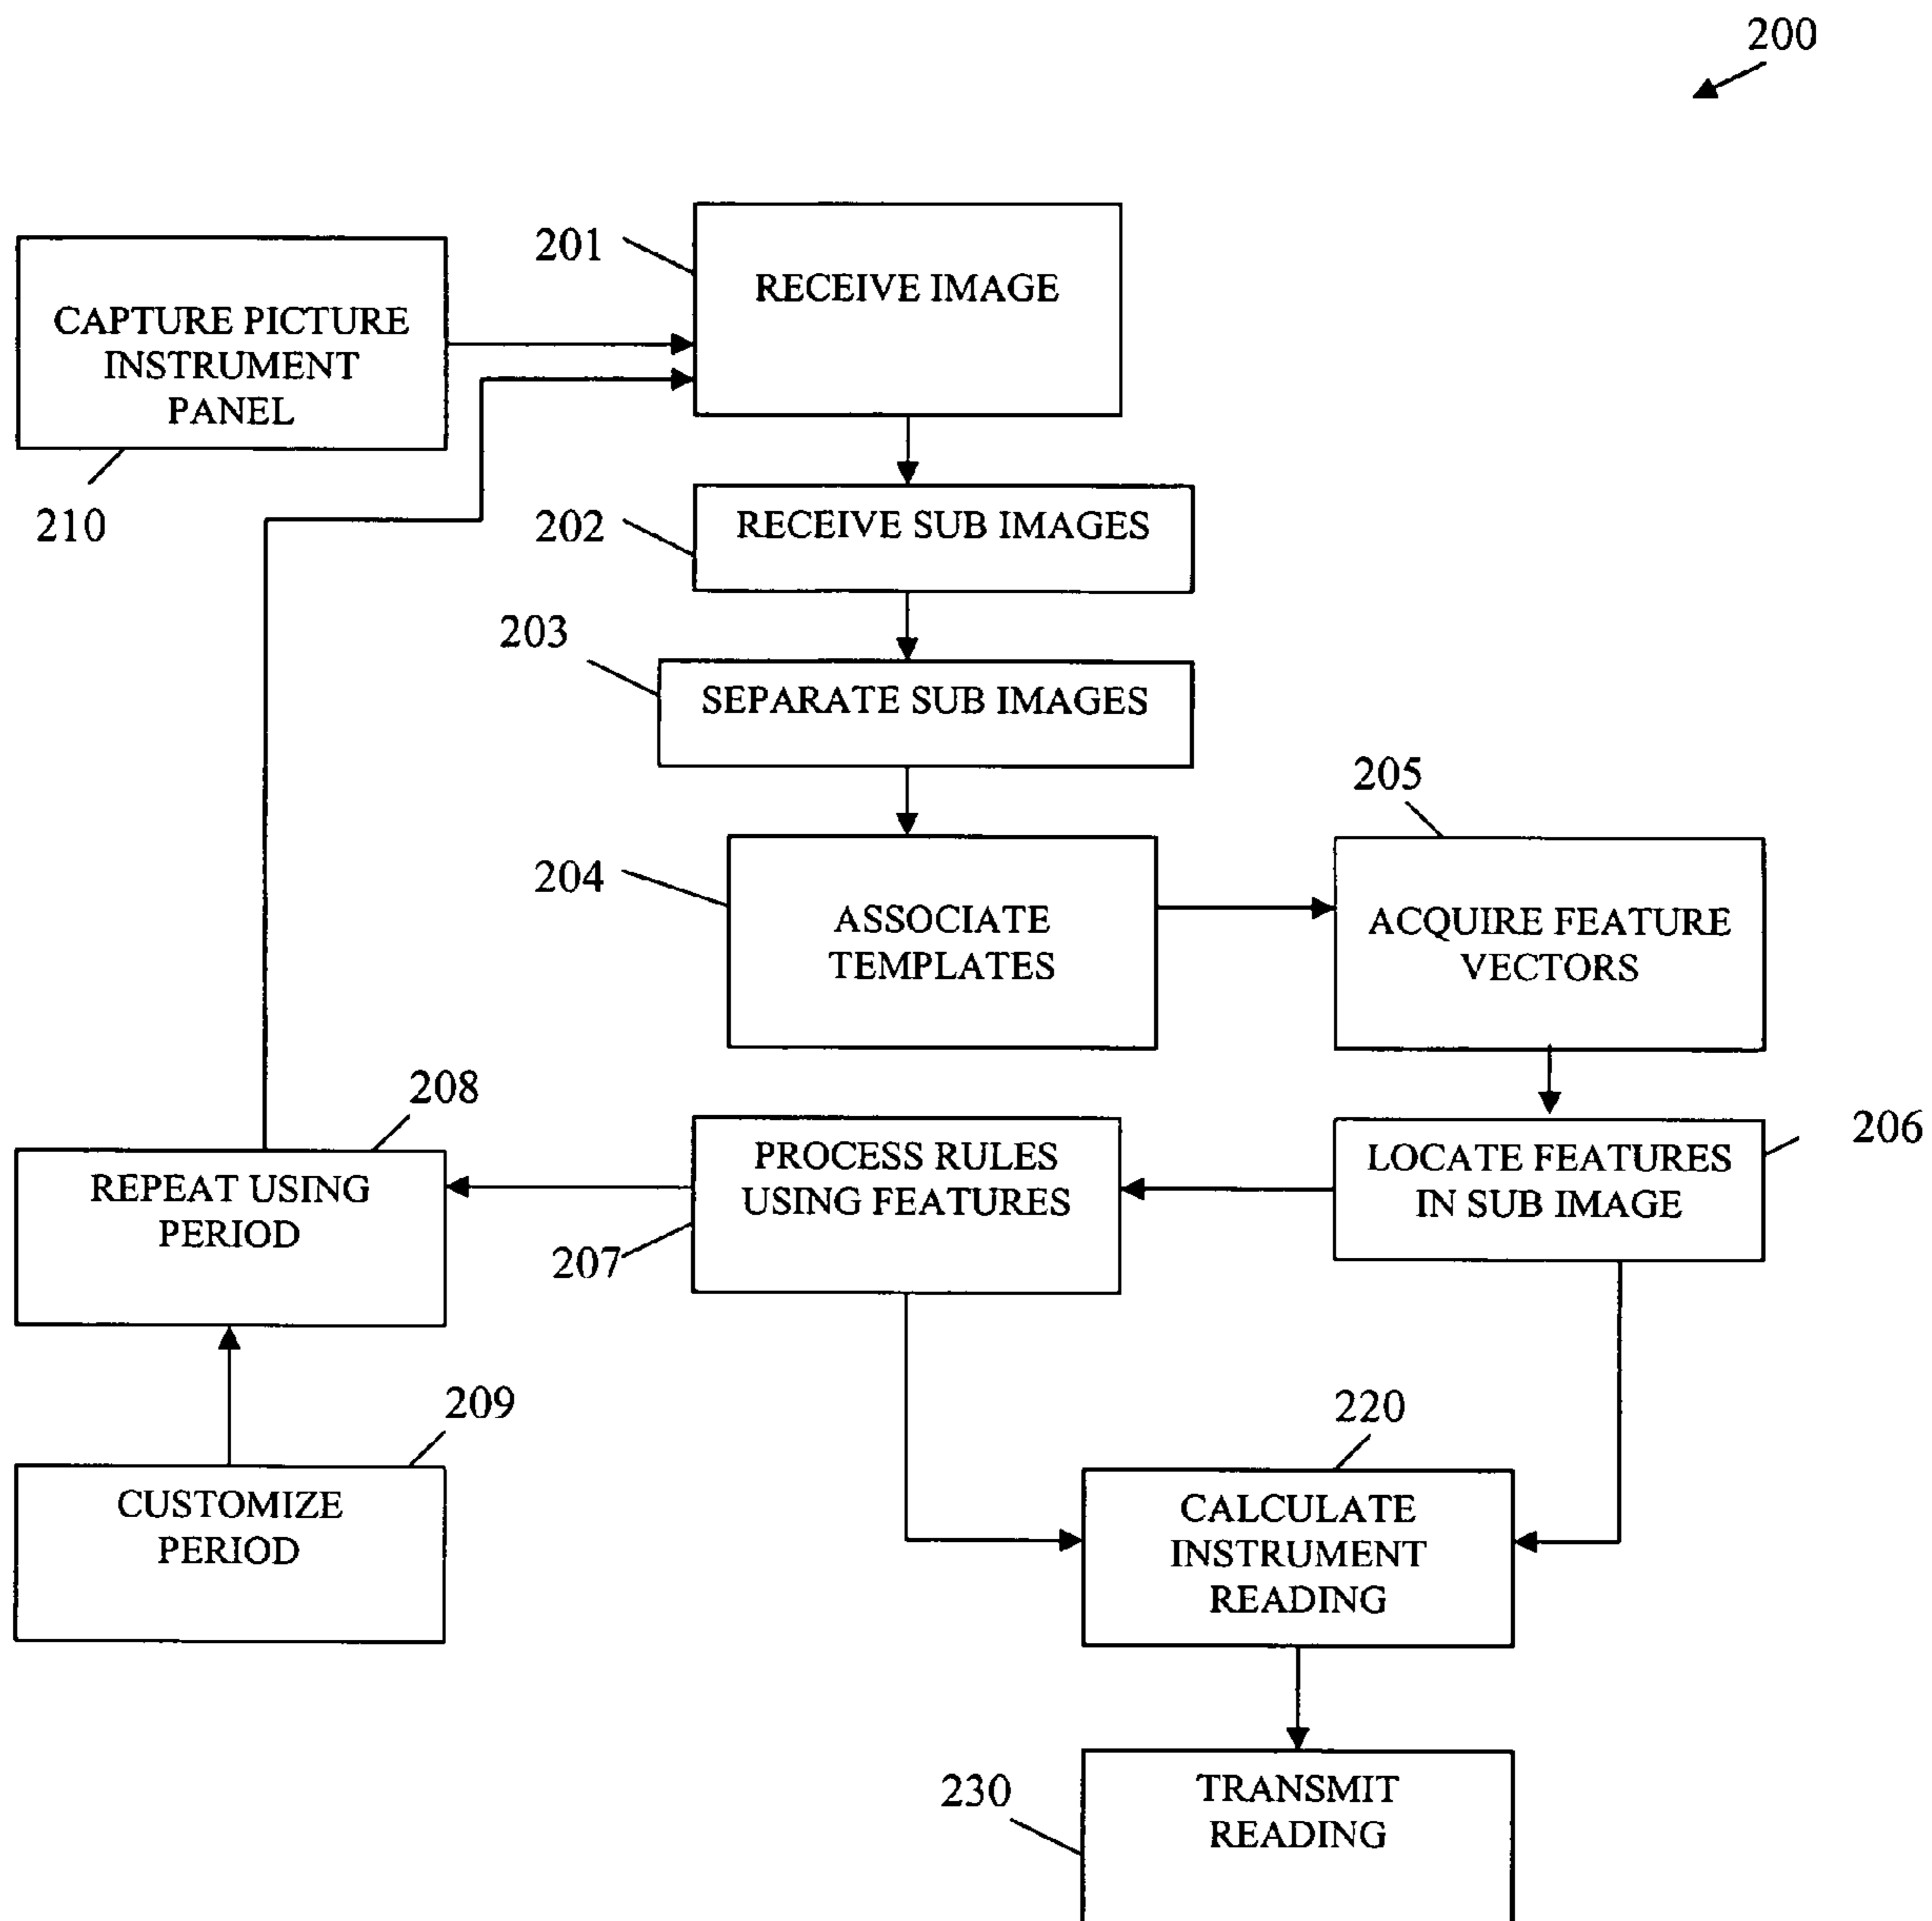 200
201
RECEIVE IMAGE
CAPTURE PICTURE
INSTRUMENT
PANEL
210
202
RECEIVE SUB IMAGES
203
SEPARATE SUB IMAGES
204
ASSOCIATE
TEMPLATES
205
ACQUIRE FEATURE
VECTORS
206
LOCATE FEATURES
IN SUB IMAGE
PROCESS RULES
USING FEATURES
207
208
REPEAT USING
PERIOD
209
CUSTOMIZE
PERIOD
220
CALCULATE
INSTRUMENT
READING
230
TRANSMIT
READING